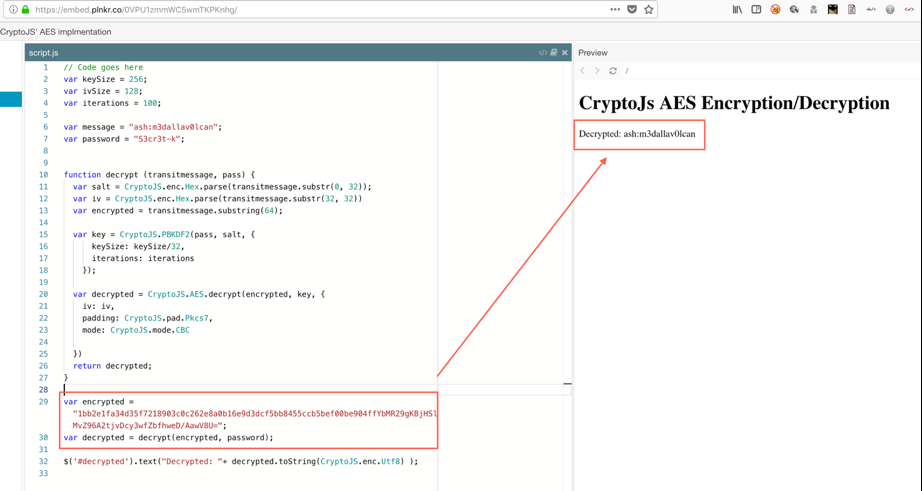 https://embed.plnkr.co/0VPU1zmmWC5wmTKPKnhg/
CryptoJS' AES implmentation
script.js
Preview
/
1 // Code goes here
2 var keySize = 256;
3 var ivSize = 128;
4 var iterations = 100;
5
6 var message = "ash:m3dallav0lcan";
7 var password = "S3cr3t-k";
8
9
10 function decrypt (transitmessage, pass) {
11 var salt = CryptoJS.enc.Hex.parse(transitmessage.substr(0, 32));
12 var iv = CryptoJS.enc.Hex.parse(transitmessage.substr(32, 32))
13 var encrypted = transitmessage.substring(64);
14
15 var key = CryptoJS.PBKDF2(pass, salt, {
16 keySize: keySize/32,
17 iterations: iterations
18 });
19
20 var decrypted = CryptoJS.AES.decrypt(encrypted, key, {
21 iv: iv,
22 padding: CryptoJS.pad.Pkcs7,
23 mode: CryptoJS.mode.CBC
24
25 })
26 return decrypted;
27 }
28
29 var encrypted =
"1bb2e1fa34d35f7218903c0c262e8a0b16e9d3dcf5bb8455ccb5bef00be904ffYbMR29gKBjHSl
MvZ96A2tjvDcy3wfZbfhweD/AawV8U=";
30 var decrypted = decrypt(encrypted, password);
31
32 $('#decrypted').text("Decrypted: "+ decrypted.toString(CryptoJS.enc.Utf8) );
33
CryptoJs AES Encryption/Decryption
Decrypted: ash:m3dallav0lcan